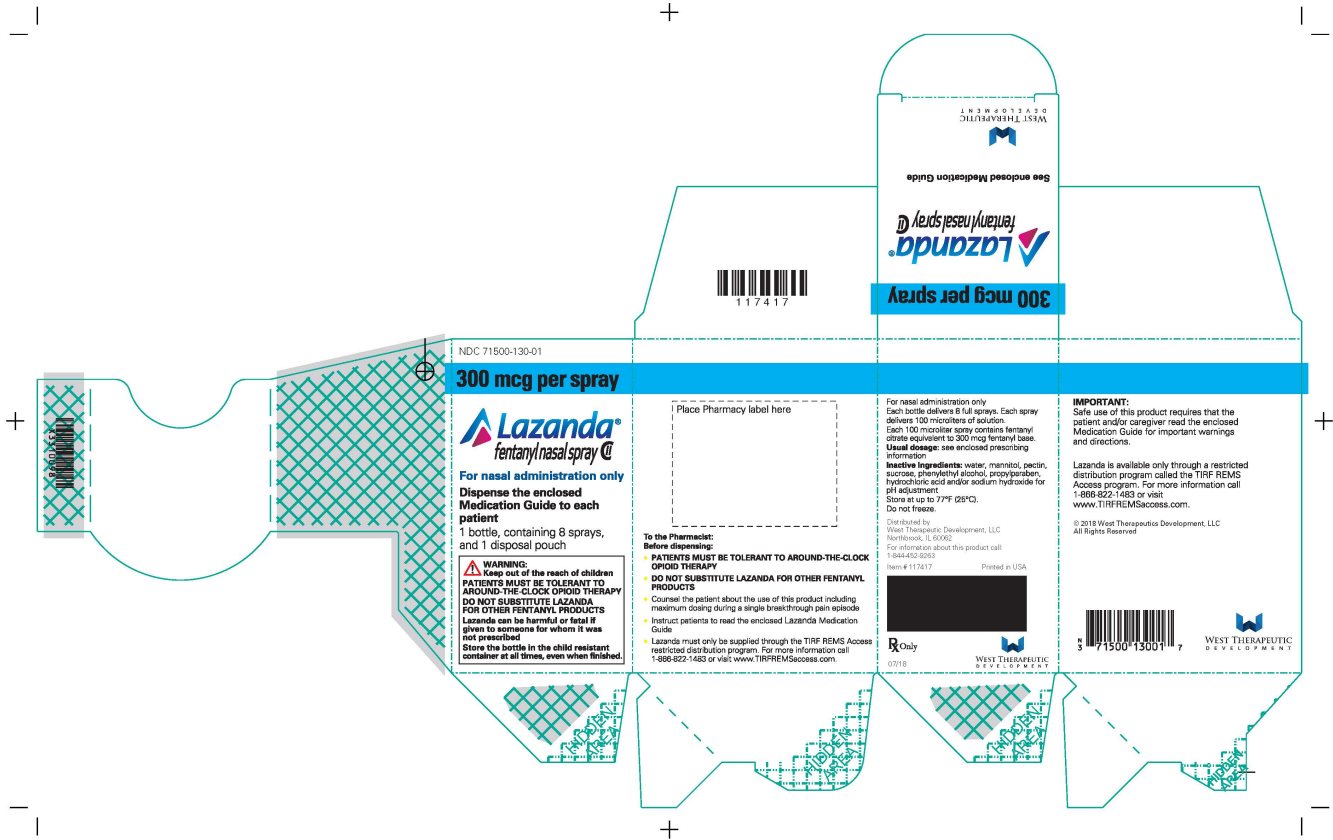 WEST THERAPEUTIC
DEVELOPMENT
See enclosed Medication Guide
Lazanda®
fentanyl nasal spray CII
300 mcg per spray
117417
NDC 71500-130-01
300 mcg per spray
Lazanda®
fentanyl nasal spray CII
For nasal administration only
Dispense the enclosed
Medication Guide to each
patient
1 bottle, containing 8 sprays,
and 1 disposal pouch
WARNING:
Keep out of the reach of children
PATIENTS MUST BE TOLERANT TO
AROUND-THE-CLOCK OPIOID THERAPY
DO NOT SUBSTITUTE LAZANDA
FOR OTHER FENTANYL PRODUCTS
Lazanda can be harmful or fatal if
given to someone for whom it was
not prescribed
Store the bottle in the child resistant
container at all times, even when finished.
Place Pharmacy label here
To the Pharmacist:
Before dispensing:
• PATIENTS MUST BE TOLERANT TO AROUND-THE-CLOCK
OPIOID THERAPY
• DO NOT SUBSTITUTE LAZANDA FOR OTHER FENTANYL
PRODUCTS
• Counsel the patient about the use of this product including
maximum dosing during a single breakthrough pain episode
• Instruct patients to read the enclosed Lazanda Medication
Guide
• Lazanda must only be supplied through the TIRF REMS Access
restricted distribution program. For more information call
1-866-822-1483 or visit www.TIRFREMSaccess.com.
For nasal administration only
Each bottle delivers 8 full sprays. Each spray
delivers 100 microliters of solution.
Each 100 microliter spray contains fentanyl
citrate equivalent to 300 mcg fentanyl base.
Usual dosage: see enclosed prescribing
information
Inactive Ingredients: water, mannitol, pectin,
sucrose, phenylethyl alcohol, propylparaben,
hydrochloric acid and/or sodium hydroxide for
pH adjustment
Store at up to 77°F (25°C).
Do not freeze.
Distributed by
West Therapeutic Development, LLC
Northbrook, IL 60062
For information about this product call:
1-844-452-9263
Item # 117417 Printed in USA
Rx Only
07/18
WEST THERAPEUTIC
DEVELOPMENT
IMPORTANT:
Safe use of this product requires that the
patient and/or caregiver read the enclosed
Medication Guide for important warnings
and directions.
Lazanda is available only through a restricted
distribution program called the TIRF REMS
Access program. For more information call
1-866-822-1483 or visit
www.TIRFREMSaccess.com.
© 2018 West Therapeutics Development, LLC
All Rights Reserved
N
3 71500 13001 7
WEST THERAPEUTIC
DEVELOPMENT
HIDDEN
AREA
HIDDEN
AREA
HIDDEN
AREA
HIDDEN
AREA